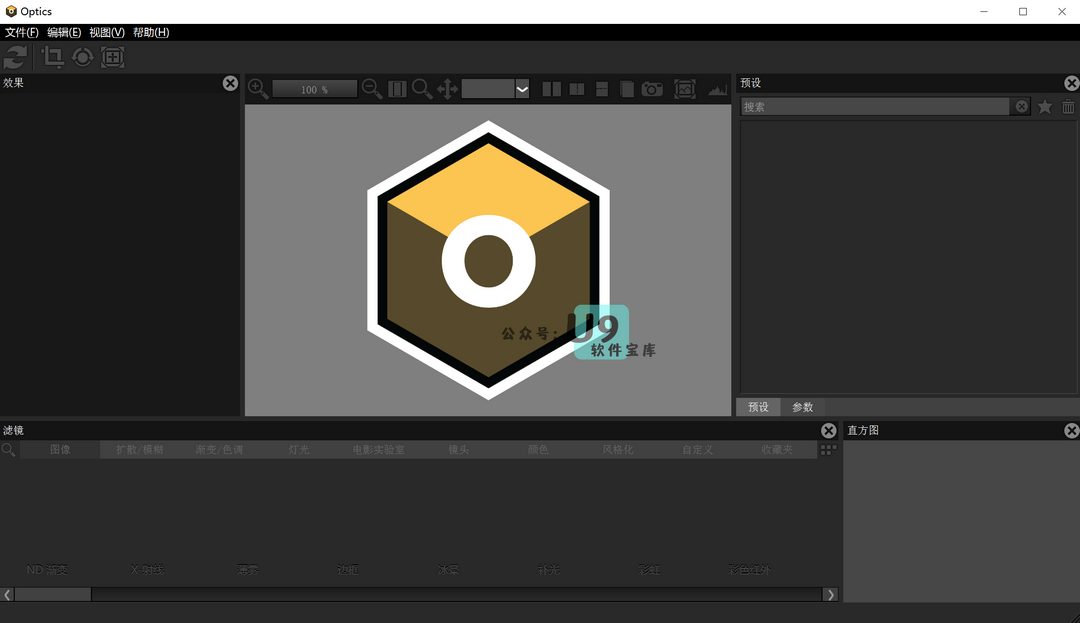 Optics
文件(F) 编辑(E) 视图(V) 帮助(H)
效果
100 %
预设
搜索
公众号: U9
软件宝库
预设 参数
滤镜
直方图
图像 扩散/模糊 渐变/色调 灯光 电影实验室 镜头 颜色 风格化 自定义 收藏夹
ND 渐变 X-射线 薄雾 边框 冰晕 补光 彩虹 彩色红外